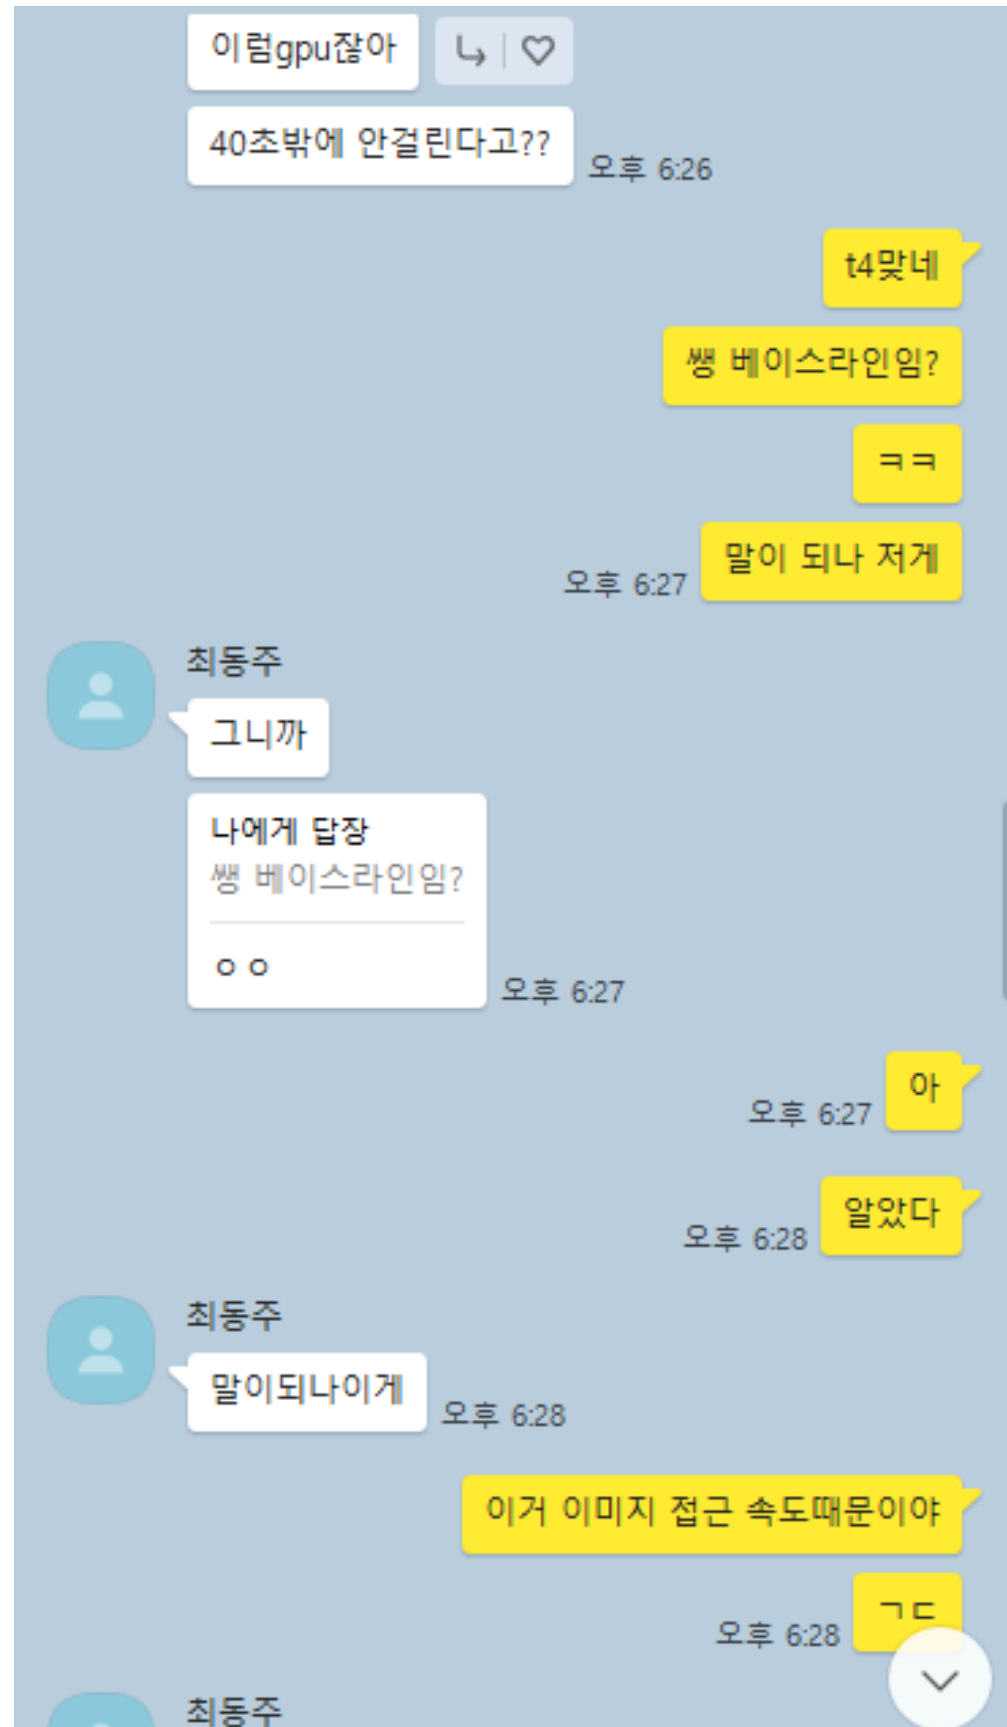 이럼gpu잖아
40초밖에 안걸린다고??
오후 6:26
t4맞네
쌩 베이스라인임?
ㅋㅋ
말이 되나 저게
오후 6:27
최동주
그니까
나에게 답장
쌩 베이스라인임?
ㅇㅇ
오후 6:27
아
오후 6:27
알았다
오후 6:28
최동주
말이되나이게
오후 6:28
이거 이미지 접근 속도때문이야
ㄱㄷ
오후 6:28
최동주